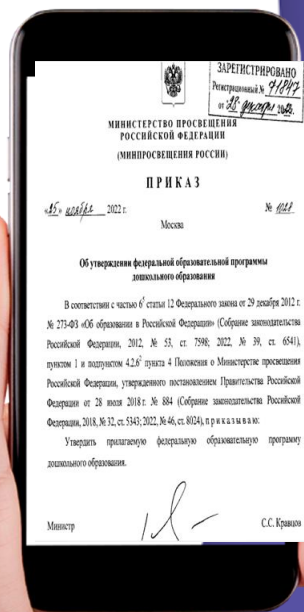 ЗАРЕГИСТРИРОВАНО
Регистрационный № 71847
от "28" декабря 2022.
МИНИСТЕРСТВО ПРОСВЕЩЕНИЯ
РОССИЙСКОЙ ФЕДЕРАЦИИ
(МИНПРОСВЕЩЕНИЯ РОССИИ)
ПРИКАЗ
«25» ноября 2022 г.
№ 1028
Москва
Об утверждении федеральной образовательной программы
дошкольного образования
В соответствии с частью 6⁵ статьи 12 Федерального закона от 29 декабря 2012 г.
№ 273-ФЗ «Об образовании в Российской Федерации» (Собрание законодательства
Российской Федерации, 2012, № 53, ст. 7598; 2022, № 39, ст. 6541),
пунктом 1 и подпунктом 4.2.6² пункта 4 Положения о Министерстве просвещения
Российской Федерации, утвержденного постановлением Правительства Российской
Федерации от 28 июля 2018 г. № 884 (Собрание законодательства Российской
Федерации, 2018, № 32, ст. 5343; 2022, № 46, ст. 8024), п р и к а з ы в а ю:
Утвердить прилагаемую федеральную образовательную программу
дошкольного образования.
Министр
С.С. Кравцов